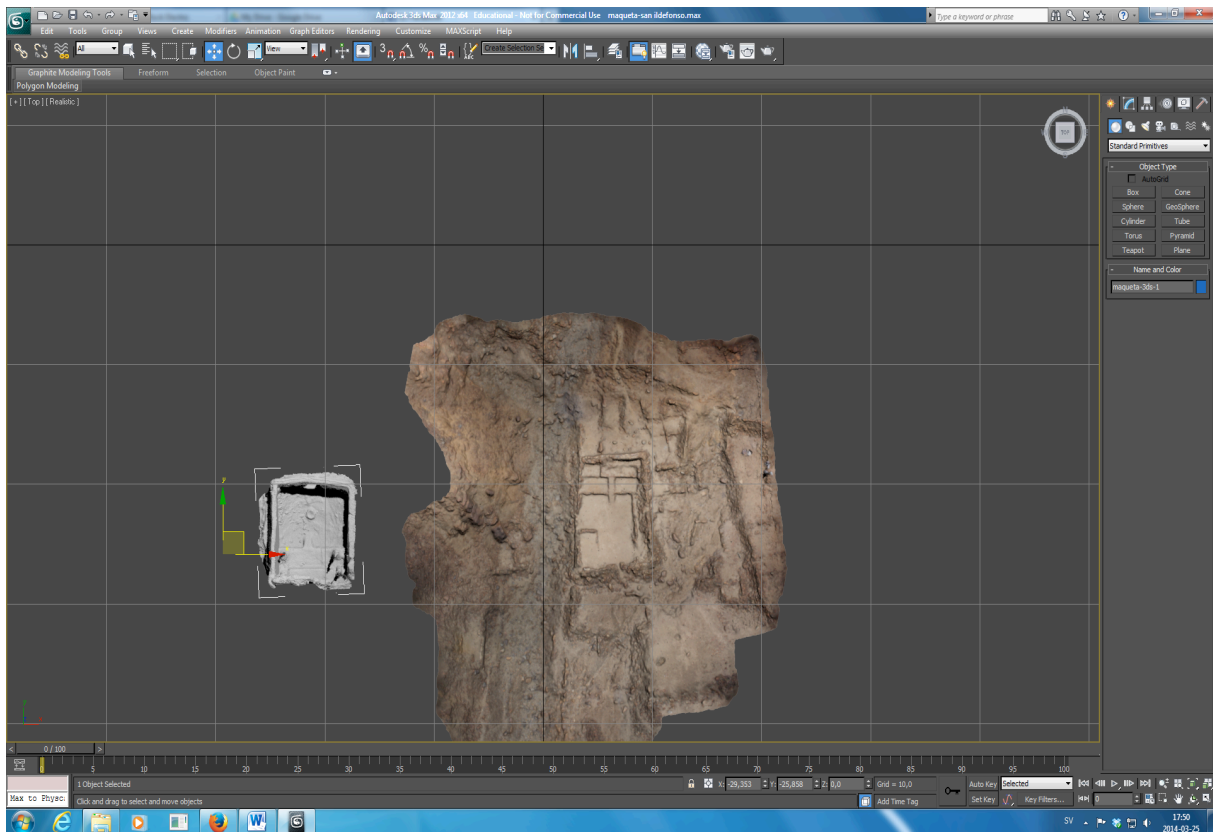 Autodesk 3ds Max 2012 x64 Educational - Not for Commercial Use maqueta-san ildefonso.max
Type a keyword or phrase
Edit Tools Group Views Create Modifiers Animation Graph Editors Rendering Customize MAXScript Help
All View 3 Create Selection Se
Graphite Modeling Tools Freeform Selection Object Paint
Polygon Modeling
[ + ] [ Top ] [ Realistic ]
TOP
Standard Primitives
Object Type
AutoGrid
Box Cone
Sphere GeoSphere
Cylinder Tube
Torus Pyramid
Teapot Plane
Name and Color
maqueta-3ds-1
y
0 / 100
0 5 10 15 20 25 30 35 40 45 50 55 60 65 70 75 80 85 90 95 100
1 Object Selected X: -29,353 Y: -25,858 Z: 0,0 Grid = 10,0 Auto Key Selected
Max to Physc: Click and drag to select and move objects Add Time Tag Set Key Key Filters... 0
SV 17:50
2014-03-25